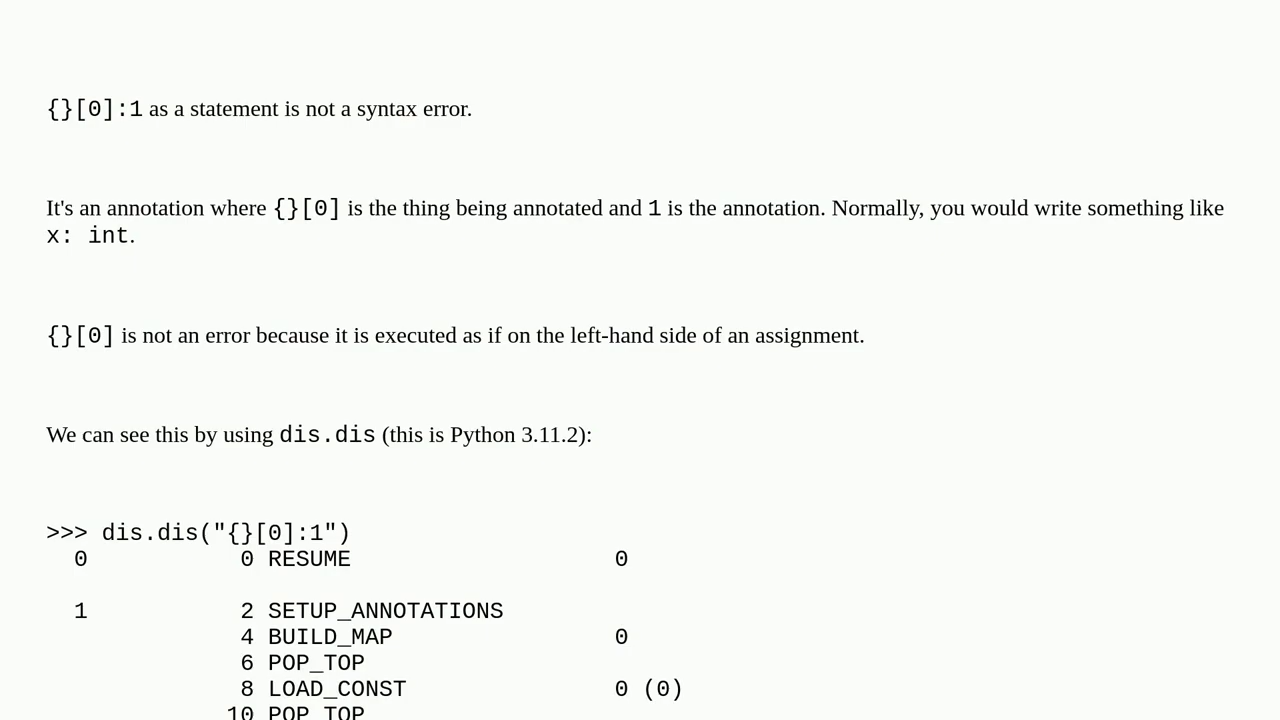 {}[0]:1 as a statement is not a syntax error.
It's an annotation where {}[0] is the thing being annotated and 1 is the annotation. Normally, you would write something like
x: int.
{}[0] is not an error because it is executed as if on the left-hand side of an assignment.
We can see this by using dis.dis (this is Python 3.11.2):
>>> dis.dis("{}[0]:1")
  0           0 RESUME                   0
  1           2 SETUP_ANNOTATIONS
              4 BUILD_MAP                0
              6 POP_TOP
              8 LOAD_CONST               0 (0)
             10 POP_TOP